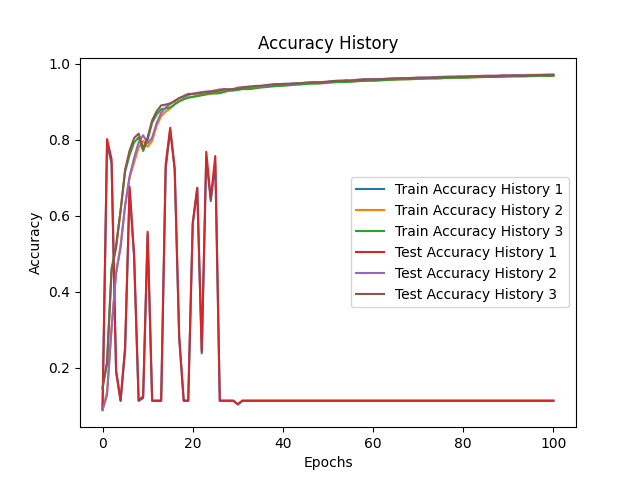 Accuracy History
1.0
0.8
0.6
0.4
0.2
Accuracy
Train Accuracy History 1
Train Accuracy History 2
Train Accuracy History 3
Test Accuracy History 1
Test Accuracy History 2
Test Accuracy History 3
0 20 40 60 80 100
Epochs